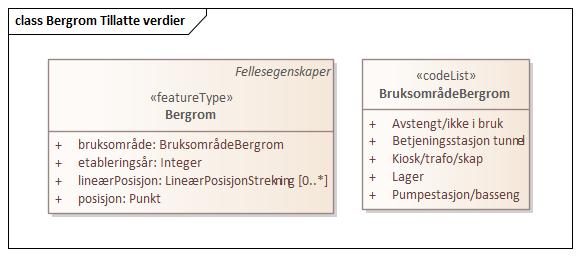 class Bergrom Tillatte verdier
Fellesegenskaper
«featureType»
Bergrom
+ bruksområde: BruksområdeBergrom
+ etableringsår: Integer
+ lineærPosisjon: LineærPosisjonStrekning [0..*]
+ posisjon: Punkt
«codeList»
BruksområdeBergrom
+ Avstengt/ikke i bruk
+ Betjeningsstasjon tunnel
+ Kiosk/trafo/skap
+ Lager
+ Pumpestasjon/basseng